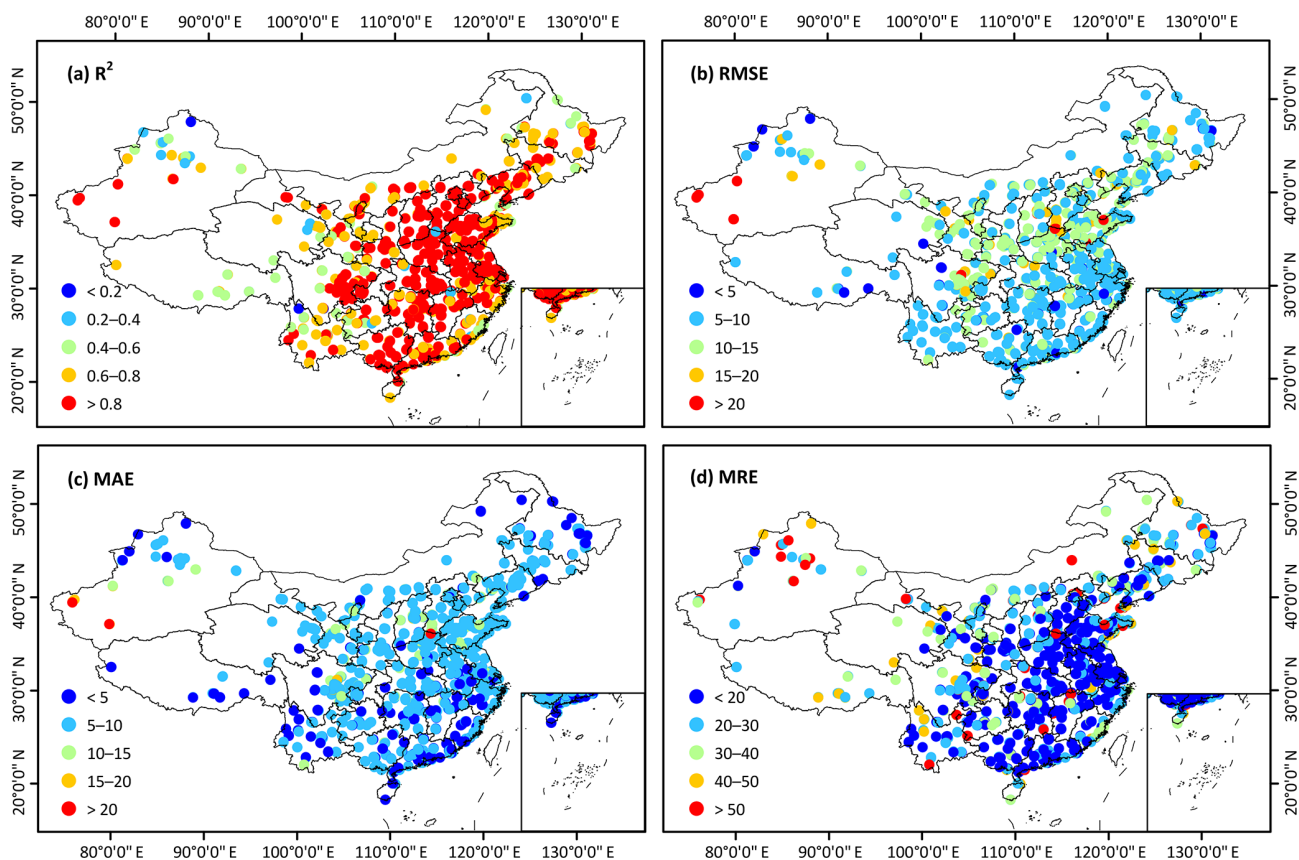 80°0'0" E 90°0'0" E 100°0'0" E 110°0'0" E 120°0'0" E 130°0'0" E 80°0'0" E 90°0'0" E 100°0'0" E 110°0'0" E 120°0'0" E 130°0'0" E
(a) R²
50°0'0" N
40°0'0" N
30°0'0" N
20°0'0" N
< 0.2
0.2–0.4
0.4–0.6
0.6–0.8
> 0.8
(b) RMSE
50°0'0" N
40°0'0" N
30°0'0" N
20°0'0" N
< 5
5–10
10–15
15–20
> 20
(c) MAE
50°0'0" N
40°0'0" N
30°0'0" N
20°0'0" N
< 5
5–10
10–15
15–20
> 20
(d) MRE
50°0'0" N
40°0'0" N
30°0'0" N
20°0'0" N
< 20
20–30
30–40
40–50
> 50
80°0'0" E 90°0'0" E 100°0'0" E 110°0'0" E 120°0'0" E 130°0'0" E 80°0'0" E 90°0'0" E 100°0'0" E 110°0'0" E 120°0'0" E 130°0'0" E